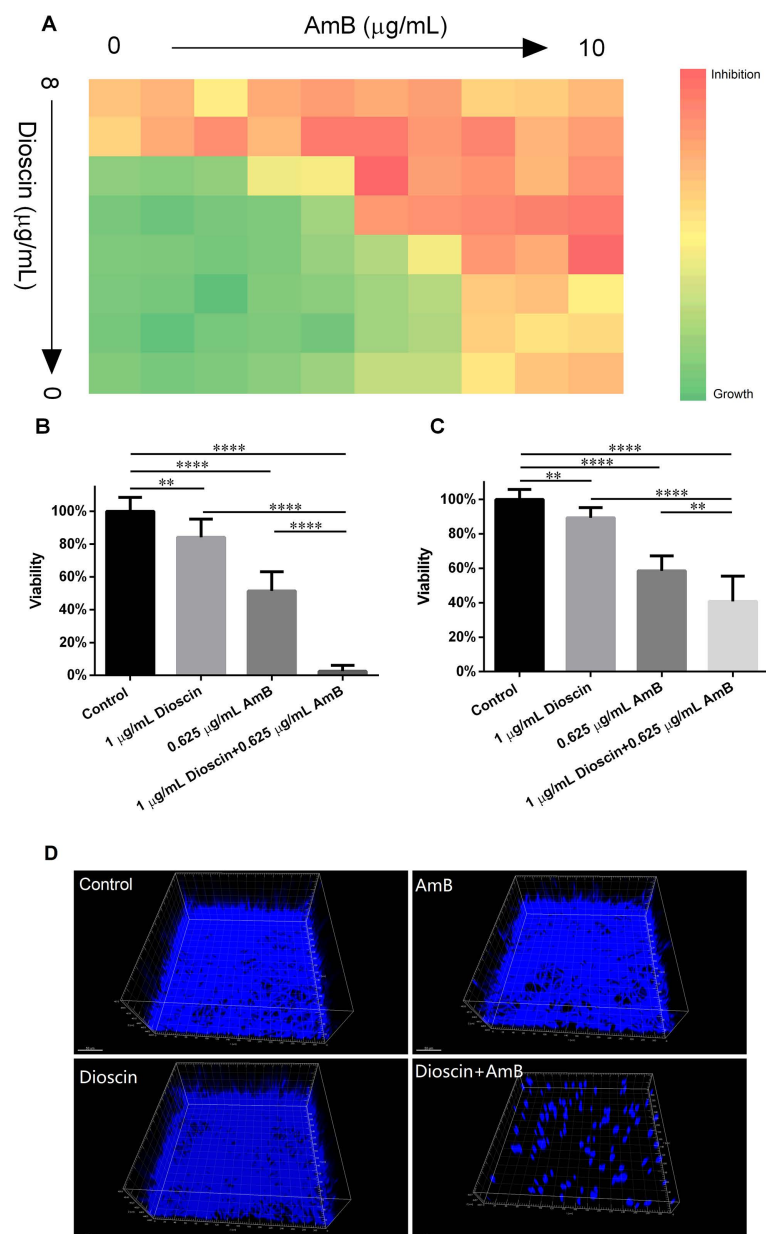 A
AmB (μg/mL)
0
10
8
Dioscin (μg/mL)
0
Inhibition
Growth
B
****
****
**
****
****
100%
80%
60%
40%
20%
0%
Viability
Control
1 μg/mL Dioscin
0.625 μg/mL AmB
1 μg/mL Dioscin+0.625 μg/mL AmB
C
****
****
**
****
**
100%
80%
60%
40%
20%
0%
Viability
Control
1 μg/mL Dioscin
0.625 μg/mL AmB
1 μg/mL Dioscin+0.625 μg/mL AmB
D
Control
AmB
Dioscin
Dioscin+AmB